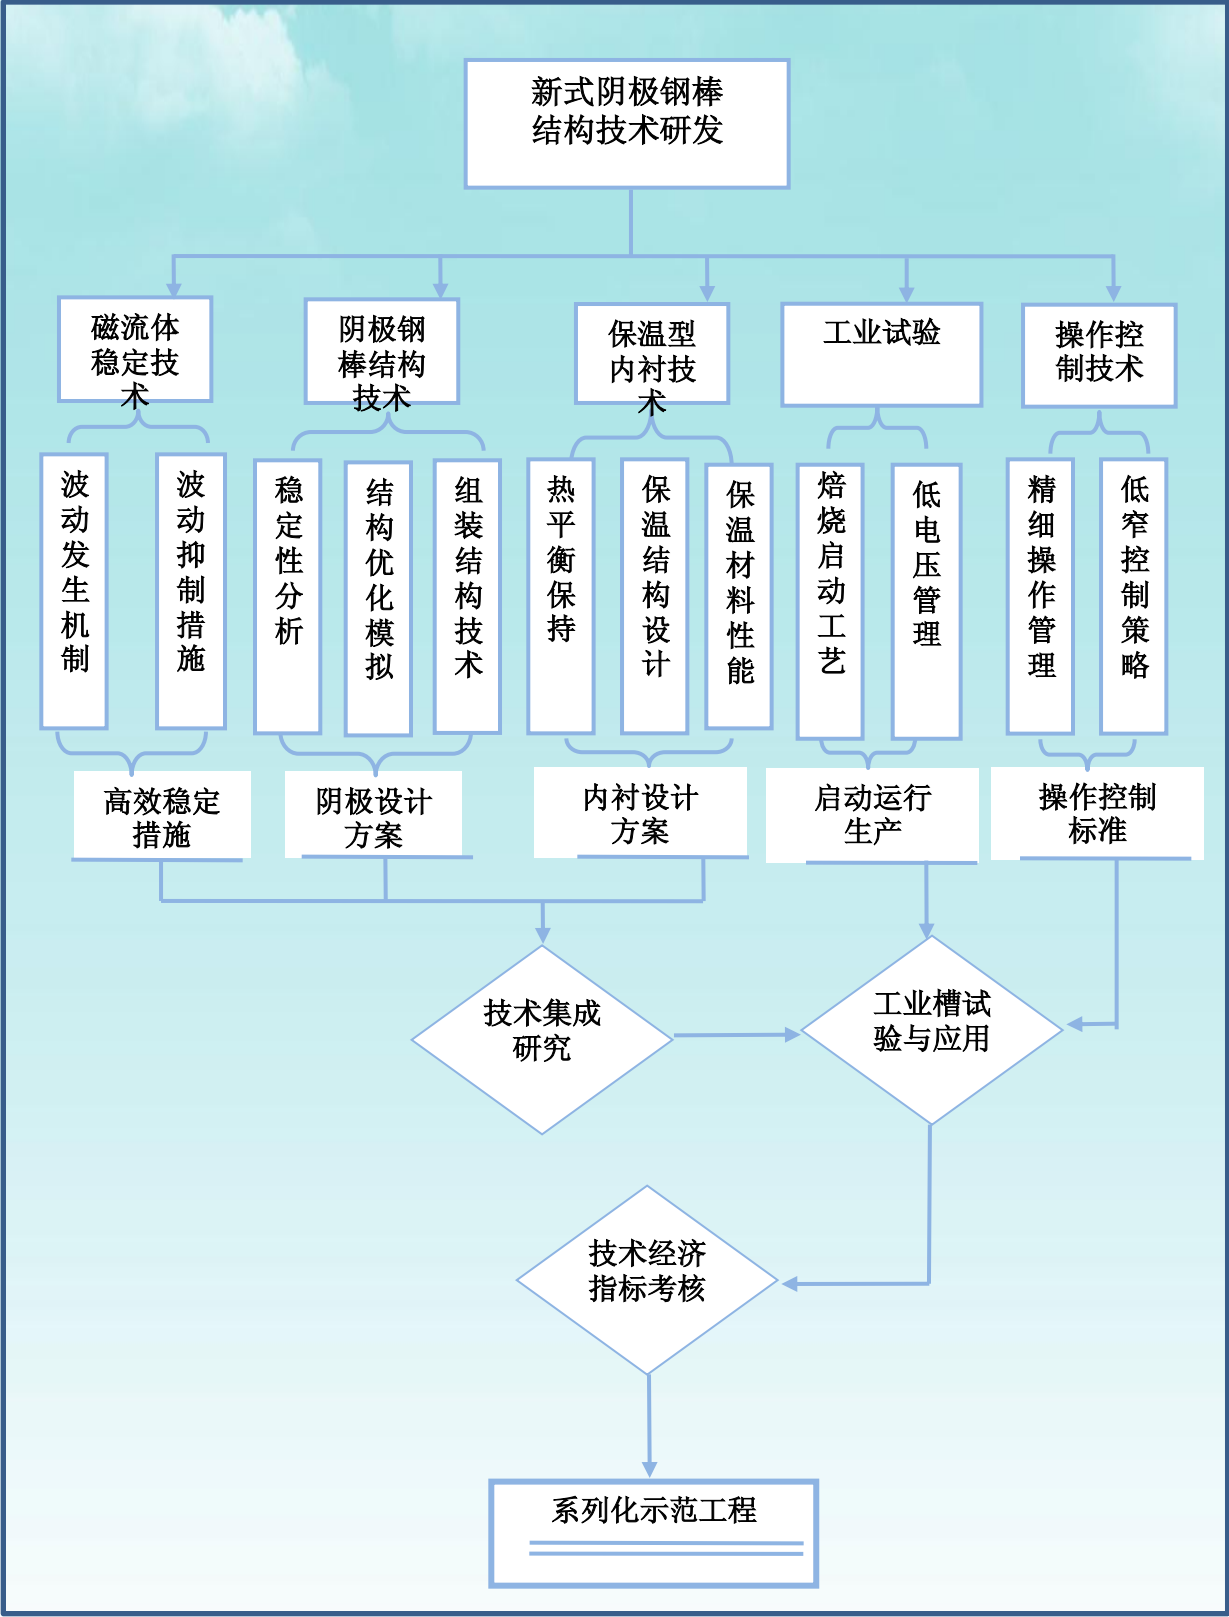 新式阴极钢棒
结构技术研发
磁流体
稳定技
术
阴极钢
棒结构
技术
保温型
内衬技
术
工业试验
操作控
制技术
波动发生机制
波动抑制措施
稳定性分析
结构优化模拟
组装结构技术
热平衡保持
保温结构设计
保温材料性能
焙烧启动工艺
低电压管理
精细操作管理
低窄控制策略
高效稳定
措施
阴极设计
方案
内衬设计
方案
启动运行
生产
操作控制
标准
技术集成
研究
工业槽试
验与应用
技术经济
指标考核
系列化示范工程